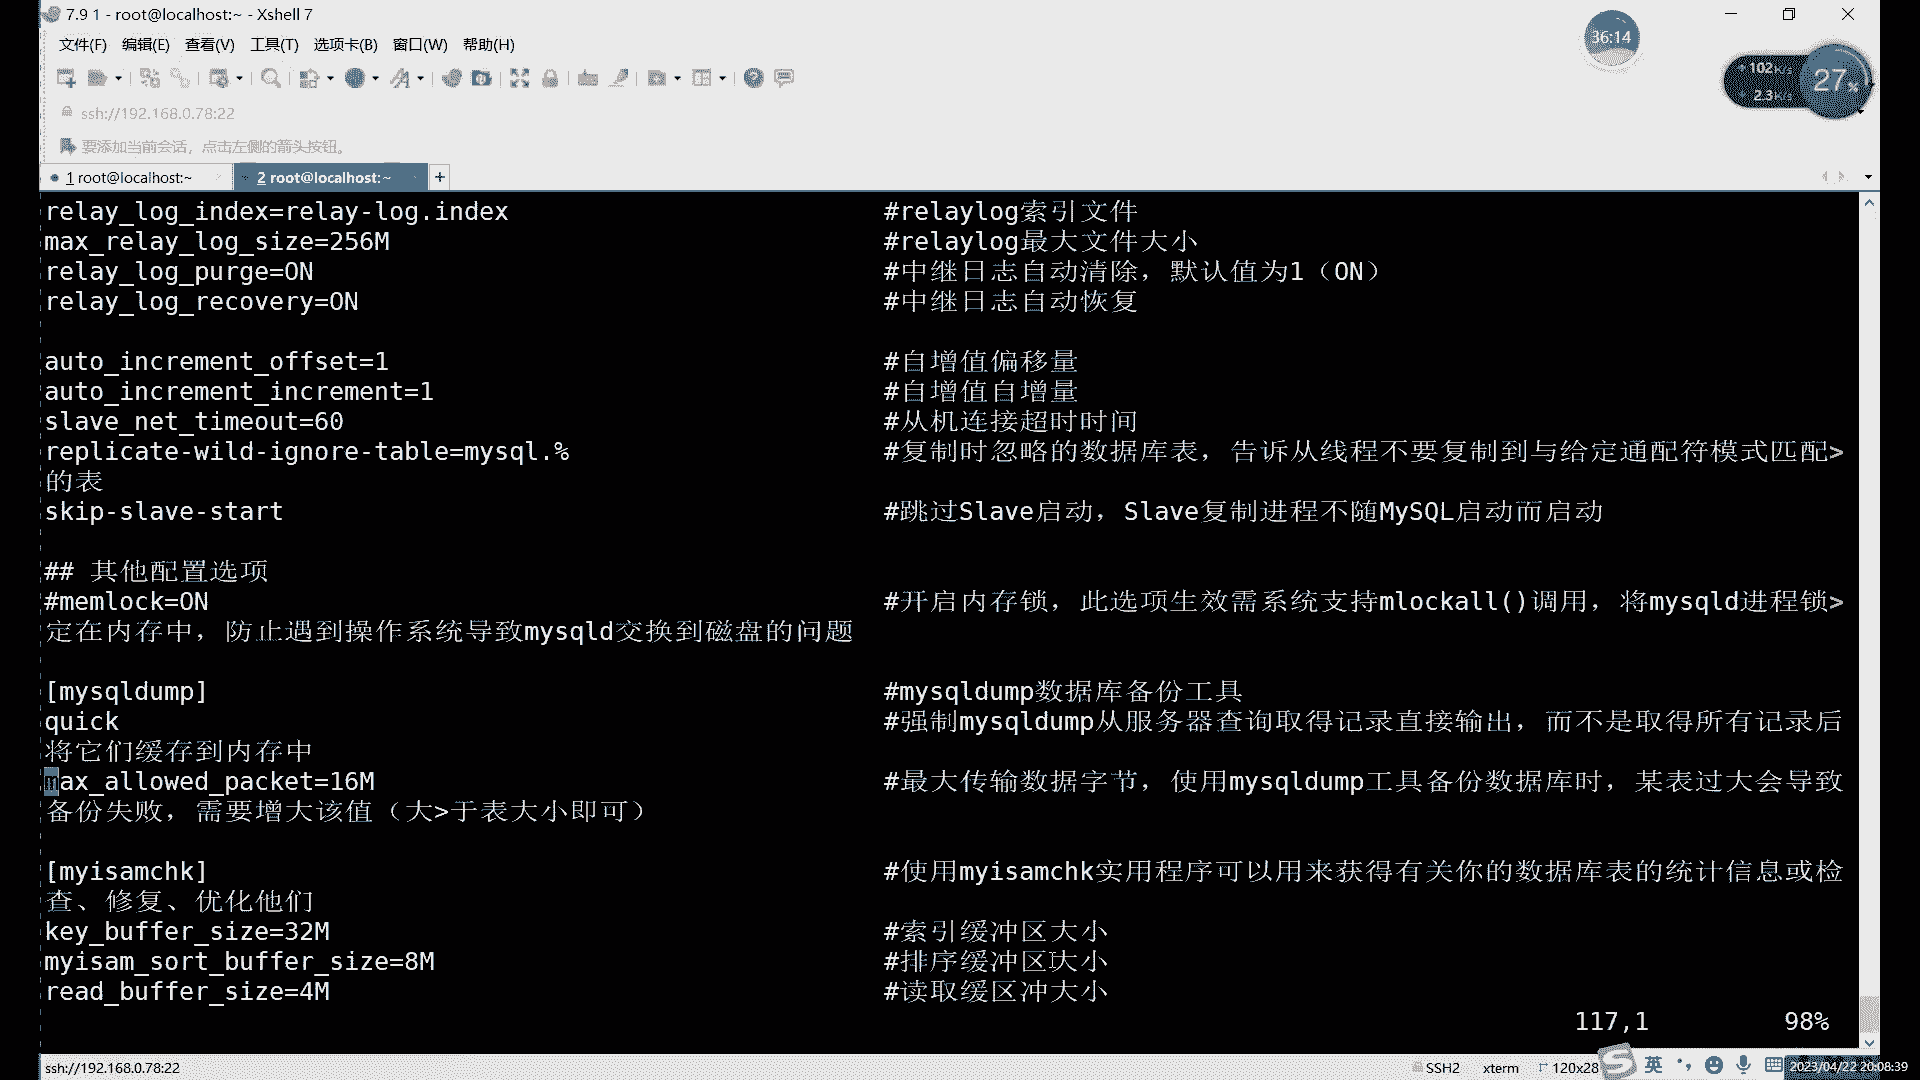 7.9 1 - root@localhost:~ - Xshell 7
文件(F) 编辑(E) 查看(V) 工具(T) 选项卡(B) 窗口(W) 帮助(H)
36:14
102K/s
2.3K/s
27%
ssh://192.168.0.78:22
要添加当前会话，点击左侧的箭头按钮。
1 root@localhost:~
2 root@localhost:~
relay_log_index=relay-log.index #relaylog索引文件
max_relay_log_size=256M #relaylog最大文件大小
relay_log_purge=ON #中继日志自动清除，默认值为1（ON）
relay_log_recovery=ON #中继日志自动恢复
auto_increment_offset=1 #自增值偏移量
auto_increment_increment=1 #自增值自增量
slave_net_timeout=60 #从机连接超时时间
replicate-wild-ignore-table=mysql.% #复制时忽略的数据库表，告诉从线程不要复制到与给定通配符模式匹配>
的表
skip-slave-start #跳过Slave启动，Slave复制进程不随MySQL启动而启动
## 其他配置选项
#memlock=ON #开启内存锁，此选项生效需系统支持mlockall()调用，将mysqld进程锁>
定在内存中，防止遇到操作系统导致mysqld交换到磁盘的问题
[mysqldump] #mysqldump数据库备份工具
quick #强制mysqldump从服务器查询取得记录直接输出，而不是取得所有记录后
将它们缓存到内存中
max_allowed_packet=16M #最大传输数据字节，使用mysqldump工具备份数据库时，某表过大会导致
备份失败，需要增大该值（大>于表大小即可）
[myisamchk] #使用myisamchk实用程序可以用来获得有关你的数据库表的统计信息或检
查、修复、优化他们
key_buffer_size=32M #索引缓冲区大小
myisam_sort_buffer_size=8M #排序缓冲区大小
read_buffer_size=4M #读取缓区冲大小
117,1 98%
ssh://192.168.0.78:22
SSH2 xterm 120x28
英
2023/04/22 20:08:39